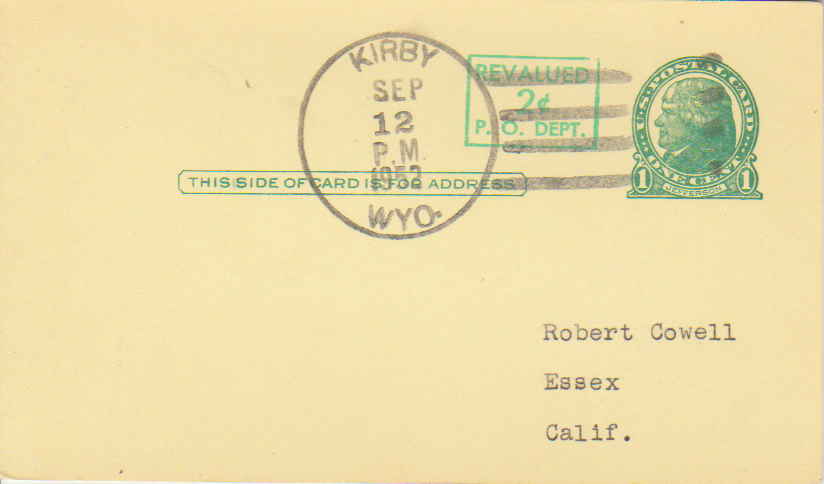 KIRBY
SEP
12
P.M.
1952
WYO.
REVALUED
2¢
P. O. DEPT.
U.S. POSTAL CARD
ONE CENT
1 JEFFERSON 1
THIS SIDE OF CARD IS FOR ADDRESS
Robert Cowell
Essex
Calif.